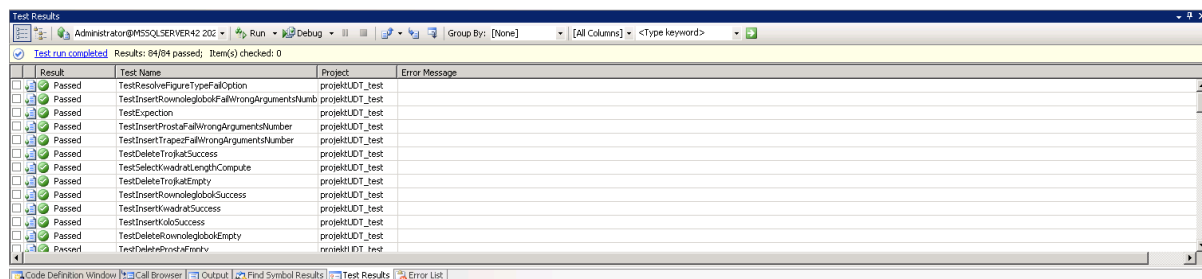 Test Results
Administrator@MSSQLSERVER42 202 Run Debug Group By: [None] [All Columns] <Type keyword>
Test run completed Results: 84/84 passed; Item(s) checked: 0
Result Test Name Project Error Message
Passed TestResolveFigureTypeFailOption projektUDT_test
Passed TestInsertRownoleglobokFailWrongArgumentsNumb projektUDT_test
Passed TestExpection projektUDT_test
Passed TestInsertProstaFailWrongArgumentsNumber projektUDT_test
Passed TestInsertTrapezFailWrongArgumentsNumber projektUDT_test
Passed TestDeleteTrojkatSuccess projektUDT_test
Passed TestSelectKwadratLengthCompute projektUDT_test
Passed TestDeleteTrojkatEmpty projektUDT_test
Passed TestInsertRownoleglobokSuccess projektUDT_test
Passed TestInsertKwadratSuccess projektUDT_test
Passed TestInsertKoloSuccess projektUDT_test
Passed TestDeleteRownoleglobokEmpty projektUDT_test
Passed TestDeleteProstaEmpty projektUDT_test
Code Definition Window Call Browser Output Find Symbol Results Test Results Error List